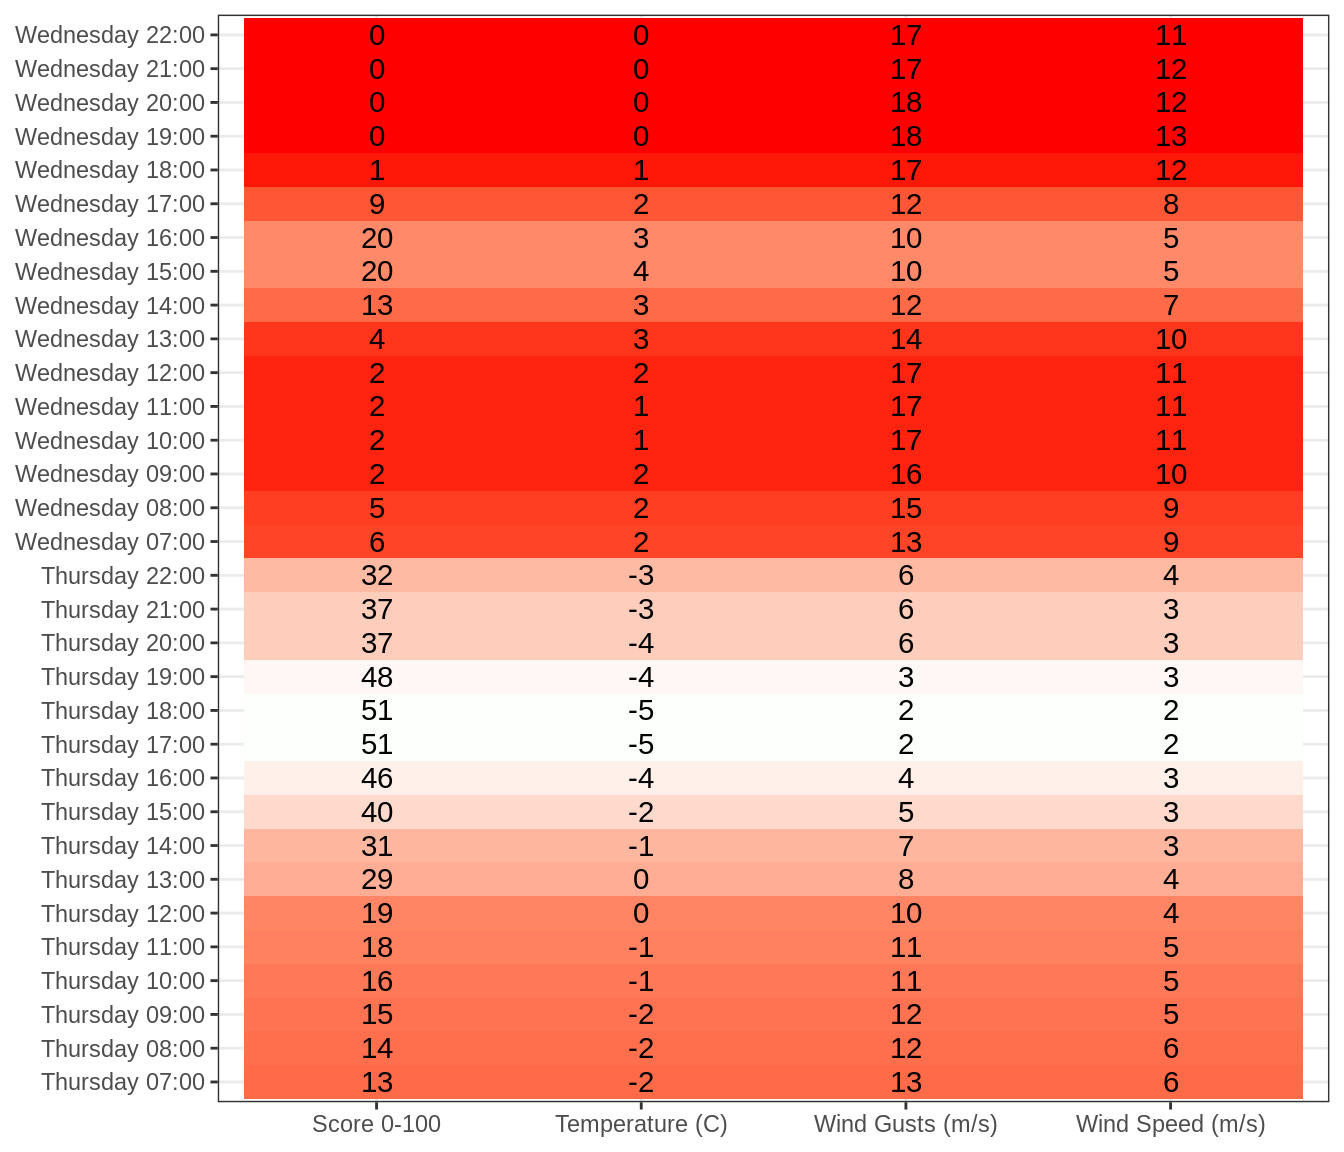 Wednesday 22:00 0 0 17 11
Wednesday 21:00 0 0 17 12
Wednesday 20:00 0 0 18 12
Wednesday 19:00 0 0 18 13
Wednesday 18:00 1 1 17 12
Wednesday 17:00 9 2 12 8
Wednesday 16:00 20 3 10 5
Wednesday 15:00 20 4 10 5
Wednesday 14:00 13 3 12 7
Wednesday 13:00 4 3 14 10
Wednesday 12:00 2 2 17 11
Wednesday 11:00 2 1 17 11
Wednesday 10:00 2 1 17 11
Wednesday 09:00 2 2 16 10
Wednesday 08:00 5 2 15 9
Wednesday 07:00 6 2 13 9
Thursday 22:00 32 -3 6 4
Thursday 21:00 37 -3 6 3
Thursday 20:00 37 -4 6 3
Thursday 19:00 48 -4 3 3
Thursday 18:00 51 -5 2 2
Thursday 17:00 51 -5 2 2
Thursday 16:00 46 -4 4 3
Thursday 15:00 40 -2 5 3
Thursday 14:00 31 -1 7 3
Thursday 13:00 29 0 8 4
Thursday 12:00 19 0 10 4
Thursday 11:00 18 -1 11 5
Thursday 10:00 16 -1 11 5
Thursday 09:00 15 -2 12 5
Thursday 08:00 14 -2 12 6
Thursday 07:00 13 -2 13 6
Score 0-100 Temperature (C) Wind Gusts (m/s) Wind Speed (m/s)